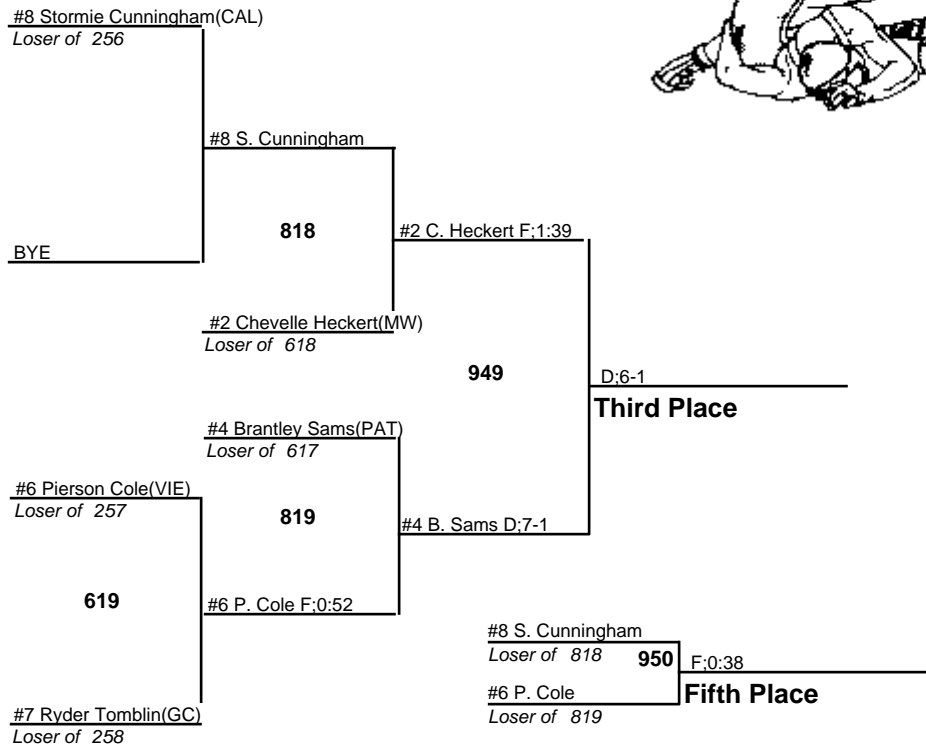 #8 Stormie Cunningham(CAL)
Loser of 256
#8 S. Cunningham
818
#2 C. Heckert F;1:39
BYE
#2 Chevelle Heckert(MW)
Loser of 618
949
D;6-1
Third Place
#4 Brantley Sams(PAT)
Loser of 617
#6 Pierson Cole(VIE)
Loser of 257
819
#4 B. Sams D;7-1
619
#6 P. Cole F;0:52
#8 S. Cunningham
Loser of 818
950
F;0:38
Fifth Place
#6 P. Cole
Loser of 819
#7 Ryder Tomblin(GC)
Loser of 258